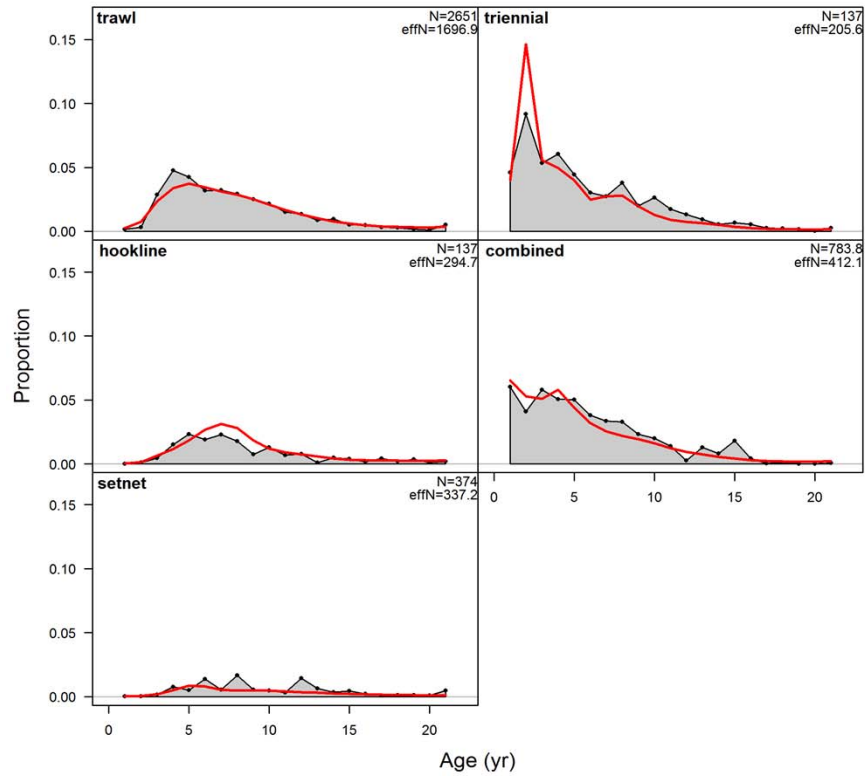 trawl
N=2651
effN=1696.9
triennial
N=137
effN=205.6
0.15
0.10
0.05
0.00
hookline
N=137
effN=294.7
combined
N=783.8
effN=412.1
0.15
0.10
0.05
0.00
setnet
N=374
effN=337.2
0 5 10 15 20
0.15
0.10
0.05
0.00
0 5 10 15 20
Proportion
Age (yr)